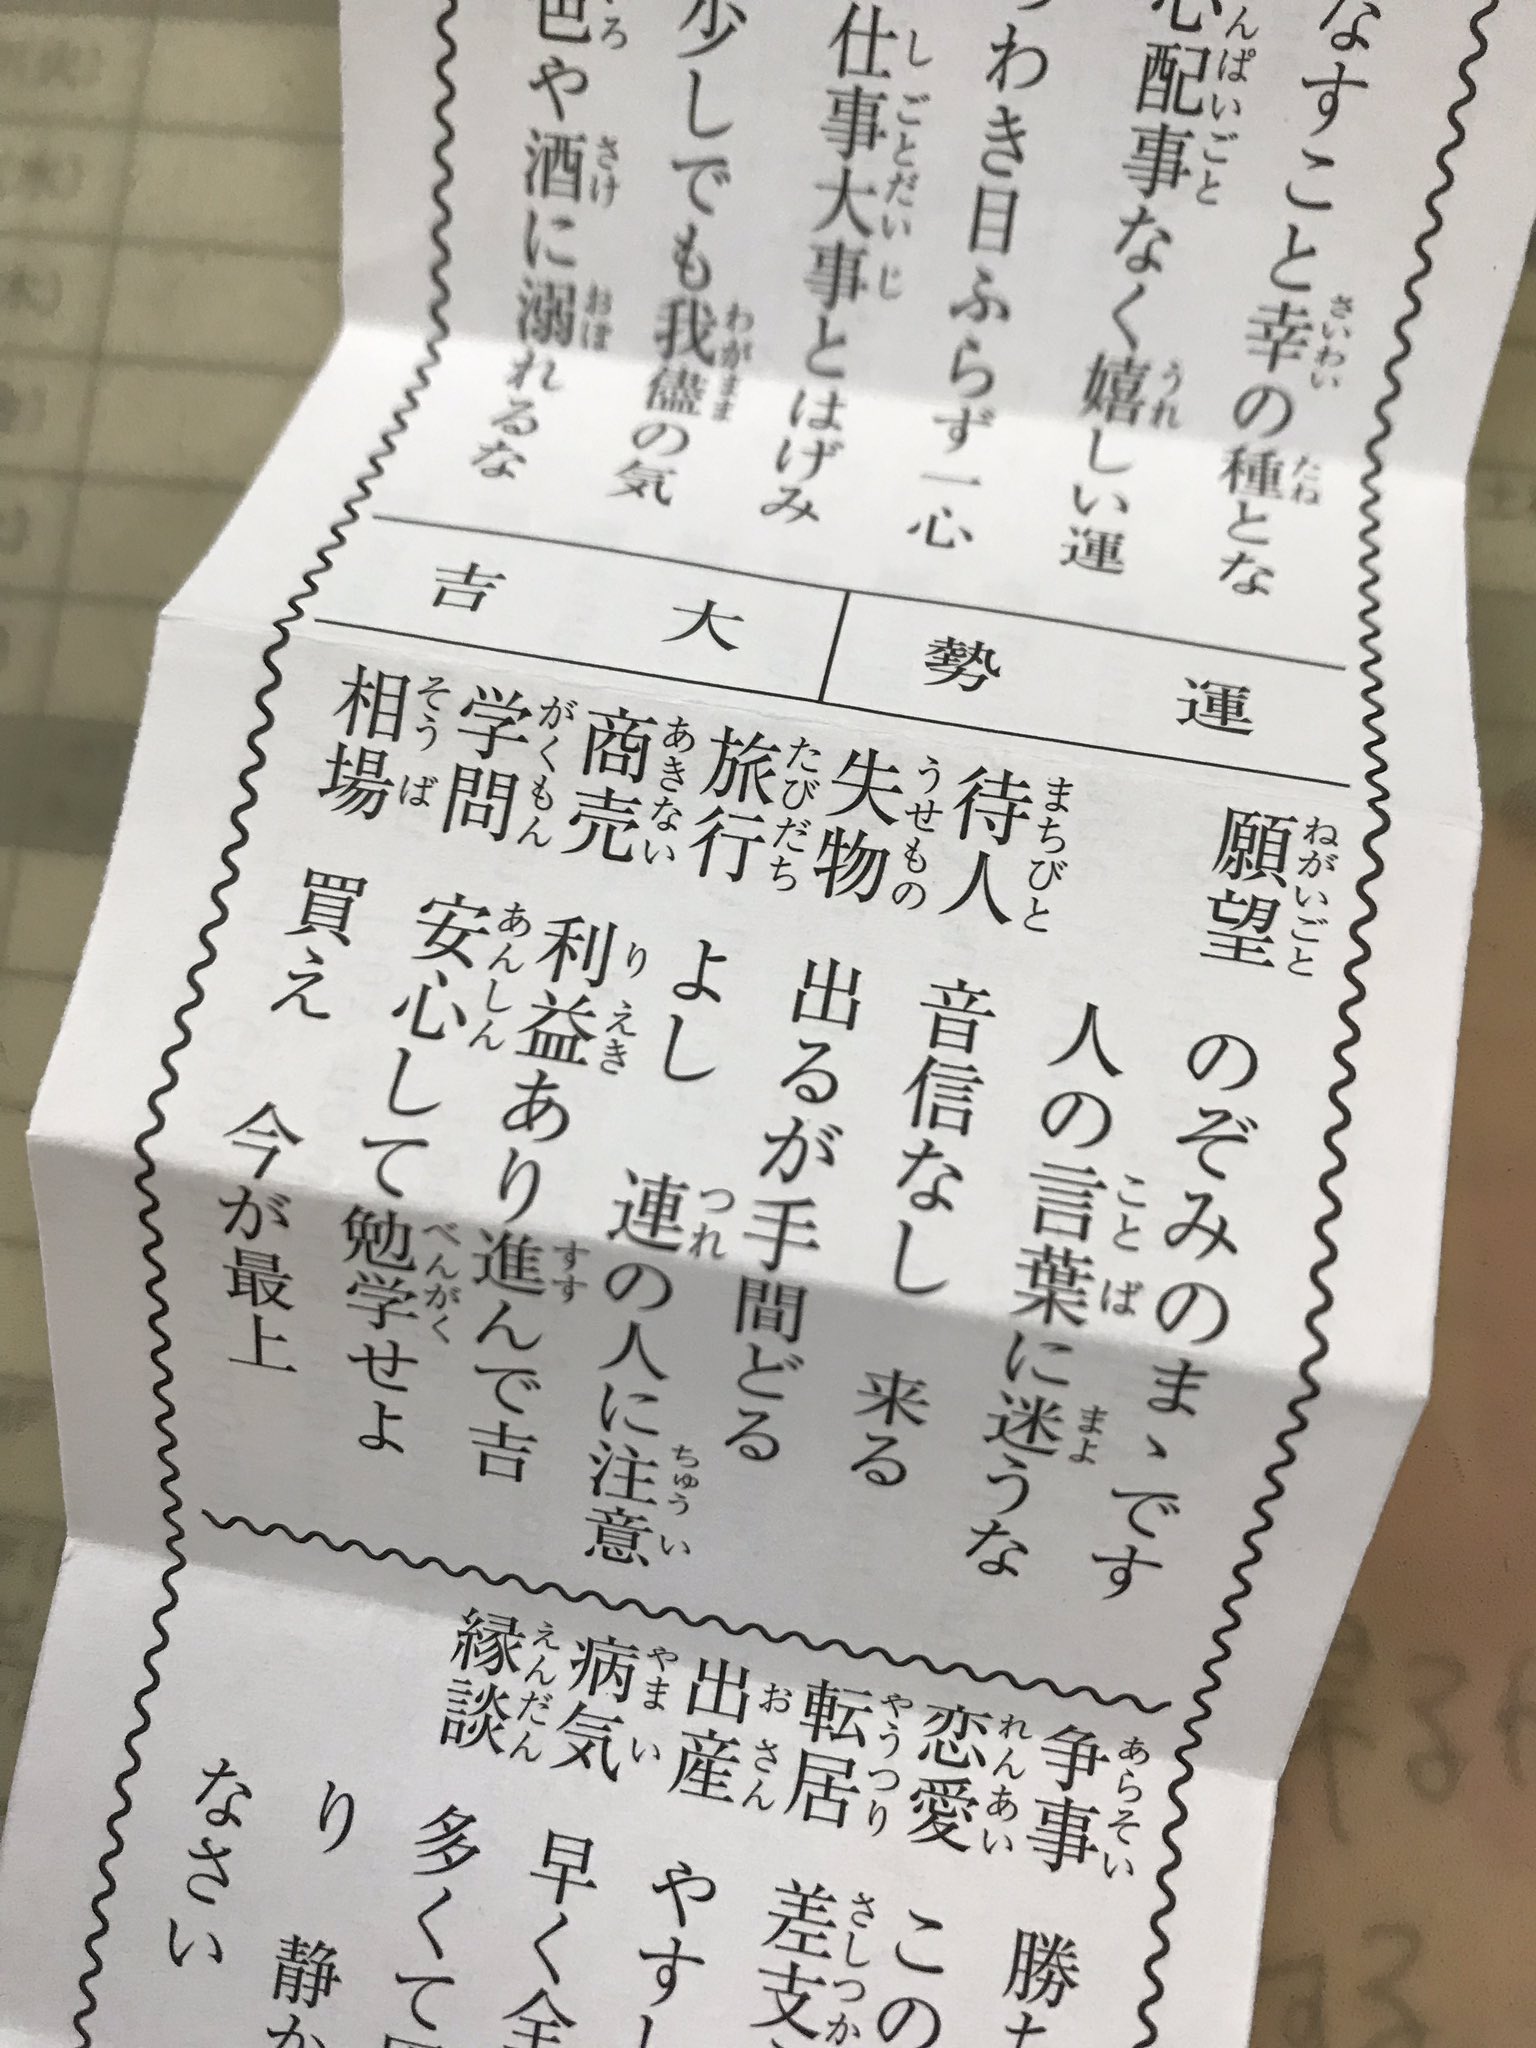 なすこと幸の種とな
心配事なく嬉しい運
わき目ふらず一心
仕事大事とはげみ
少しでも我儘の気
色や酒に溺れるな
運勢 大吉
願望 のぞみのまゝです
人の言葉に迷うな
待人 音信なし 来る
失物 出るが手間どる
旅行 よし 連の人に注意
商売 利益あり進んで吉
学問 安心して勉学せよ
相場 買え 今が最上
争事 勝
恋愛 この
転居 差支
出産 やすし
病気 早く全
縁談 多くて
り 静か
なさい